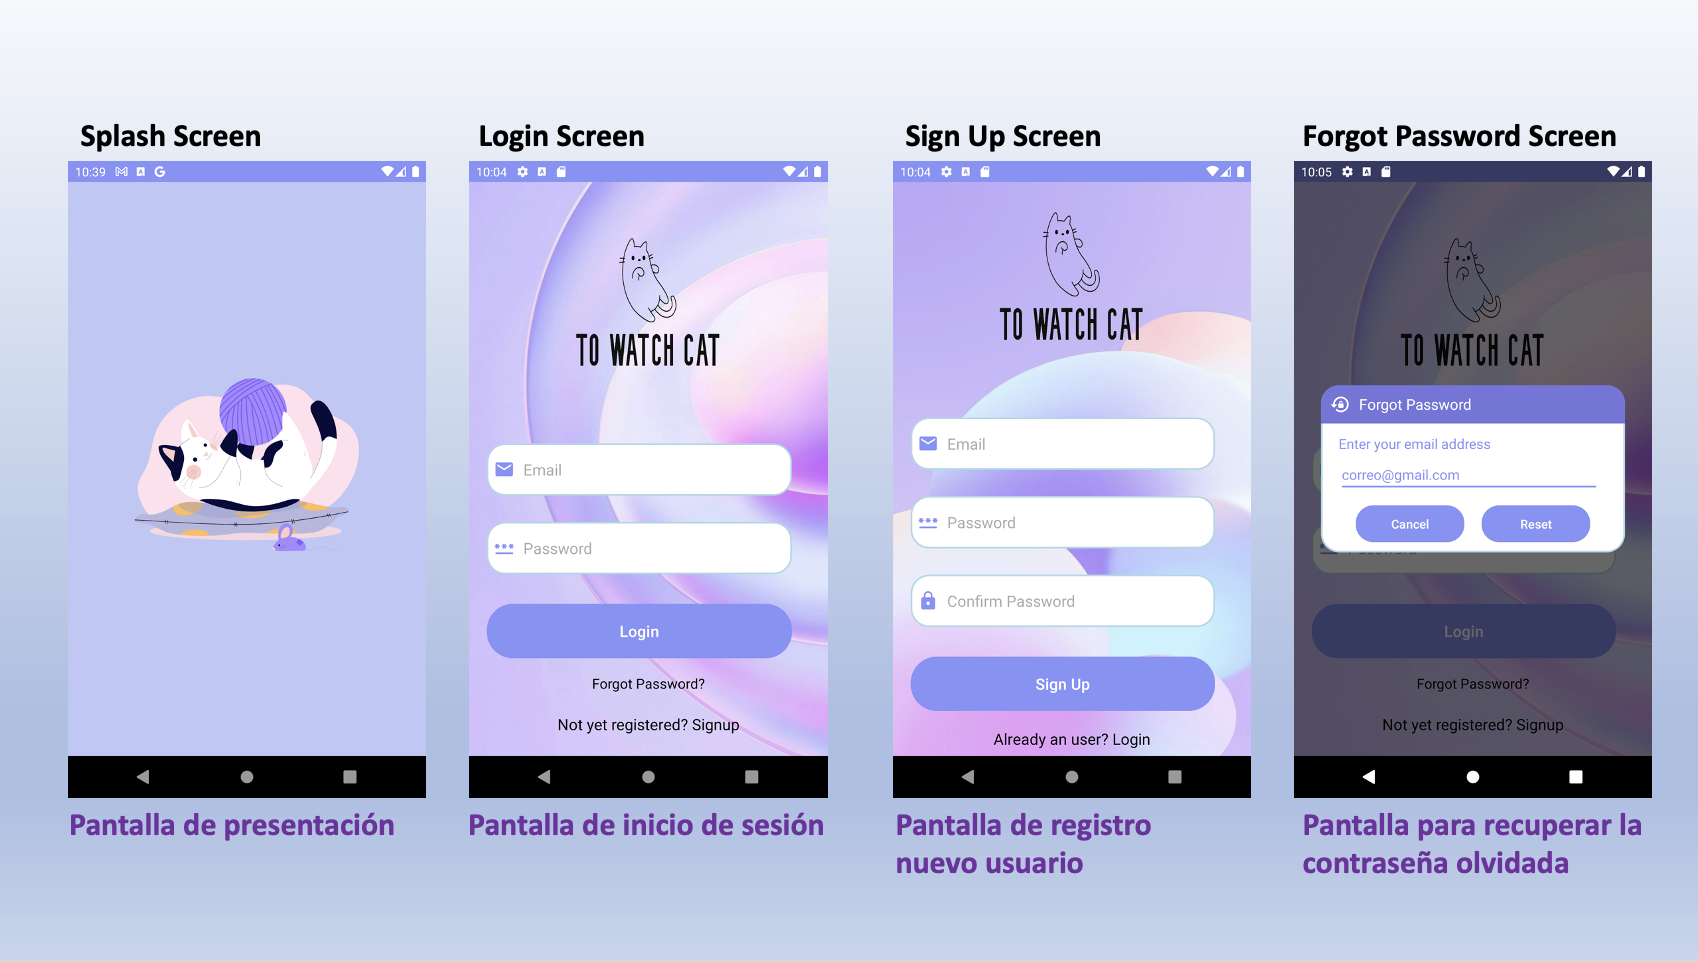 Splash Screen
10:39
Pantalla de presentación
Login Screen
10:04
TO WATCH CAT
Email
Password
Login
Forgot Password?
Not yet registered? Signup
Pantalla de inicio de sesión
Sign Up Screen
10:04
TO WATCH CAT
Email
Password
Confirm Password
Sign Up
Already an user? Login
Pantalla de registro
nuevo usuario
Forgot Password Screen
10:05
TO WATCH CAT
Forgot Password
Enter your email address
correo@gmail.com
Cancel
Reset
Password
Login
Forgot Password?
Not yet registered? Signup
Pantalla para recuperar la
contraseña olvidada